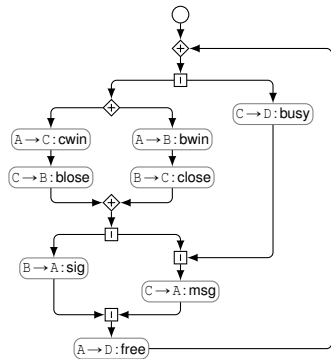 C→D:busy
A→C:cwin
A→B:bwin
C→B:blose
B→C:close
B→A:sig
C→A:msg
A→D:free